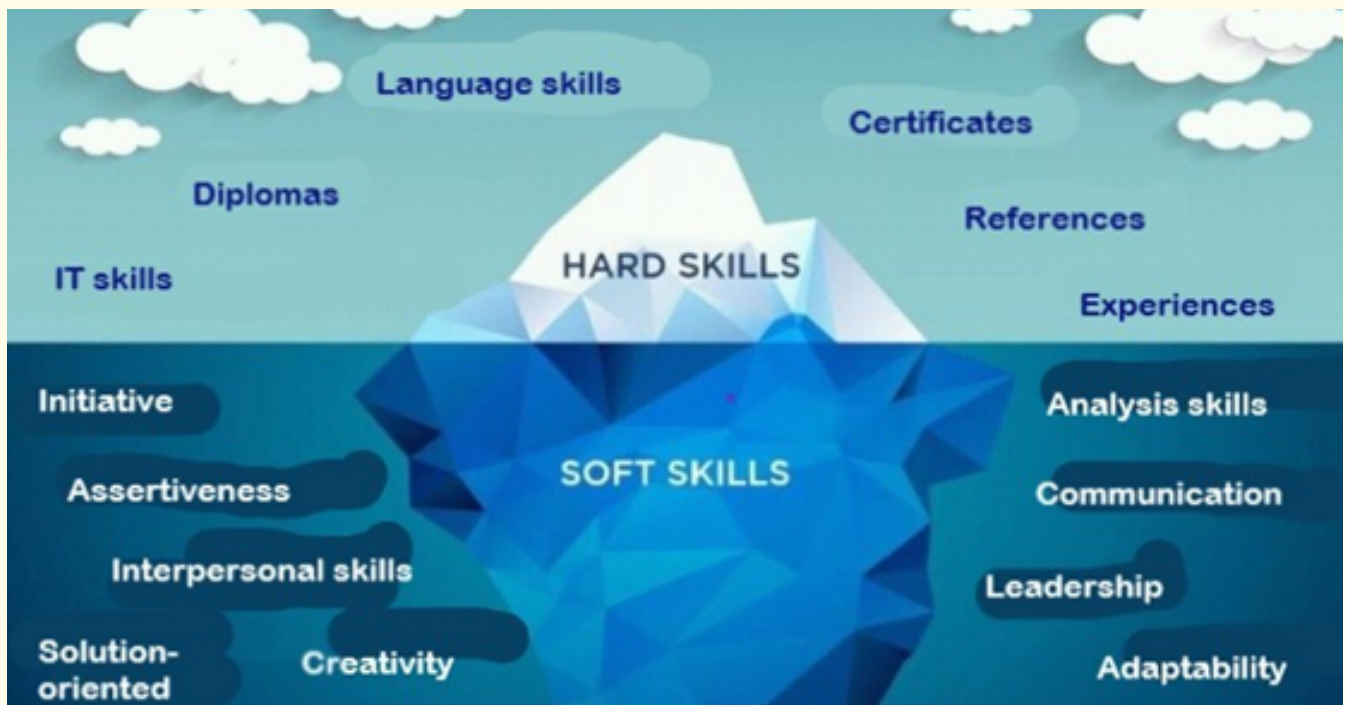 Language skills
Certificates
Diplomas
References
HARD SKILLS
IT skills
Experiences
Initiative
Analysis skills
SOFT SKILLS
Assertiveness
Communication
Interpersonal skills
Leadership
Solution-
oriented
Creativity
Adaptability